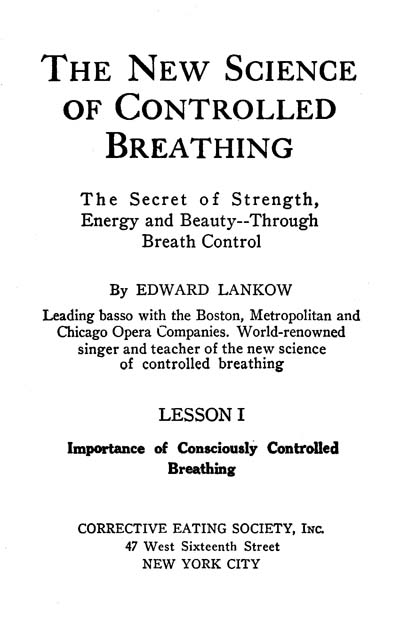 THE NEW SCIENCE
OF CONTROLLED
BREATHING
The Secret of Strength,
Energy and Beauty--Through
Breath Control
By EDWARD LANKOW
Leading basso with the Boston, Metropolitan and
Chicago Opera Companies. World-renowned
singer and teacher of the new science
of controlled breathing
LESSON I
Importance of Consciously Controlled
Breathing
CORRECTIVE EATING SOCIETY, INC.
47 West Sixteenth Street
NEW YORK CITY